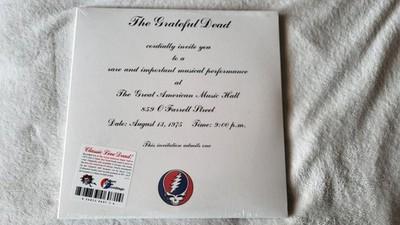 The Grateful Dead
cordially invite you
to a
rare and important musical performance
at
The Great American Music Hall
859 O'Farrell Street
Date: August 13, 1975 Time: 9:00 p.m.
This invitation admits one
Classic Live Dead!